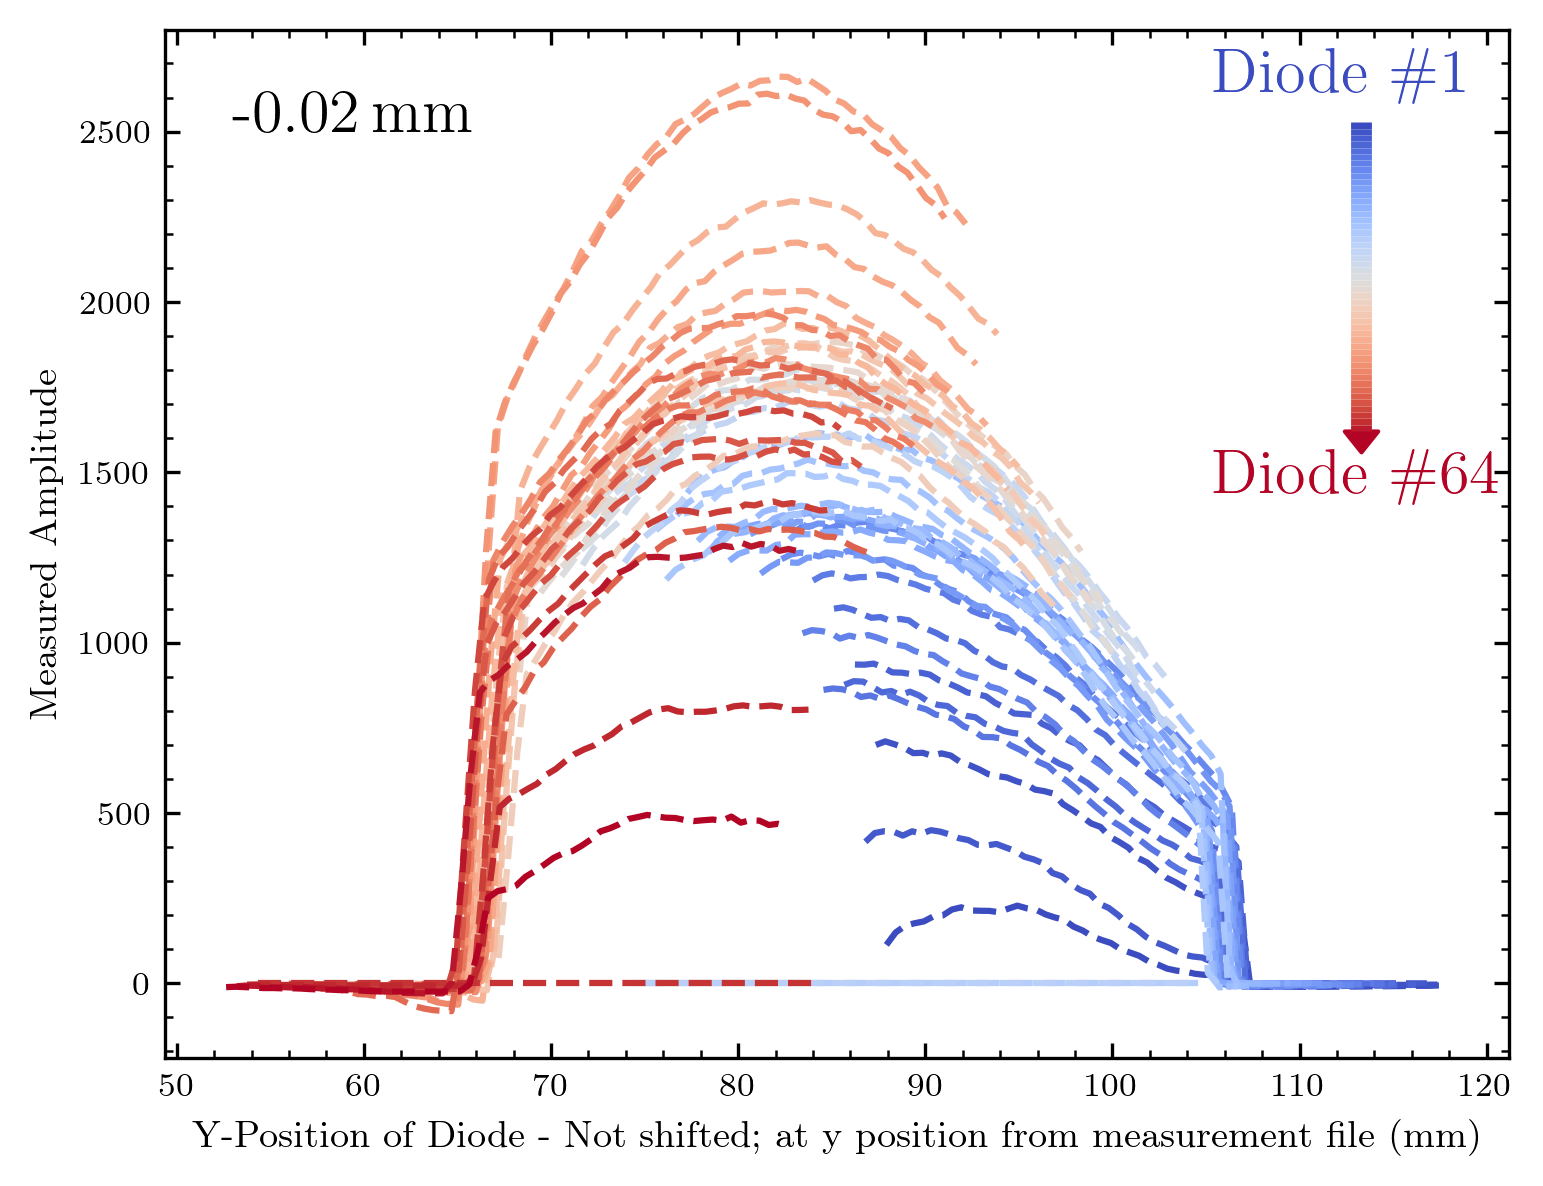 -0.02 mm
Diode #1
Diode #64
Measured Amplitude
2500
2000
1500
1000
500
0
50 60 70 80 90 100 110 120
Y-Position of Diode - Not shifted; at y position from measurement file (mm)